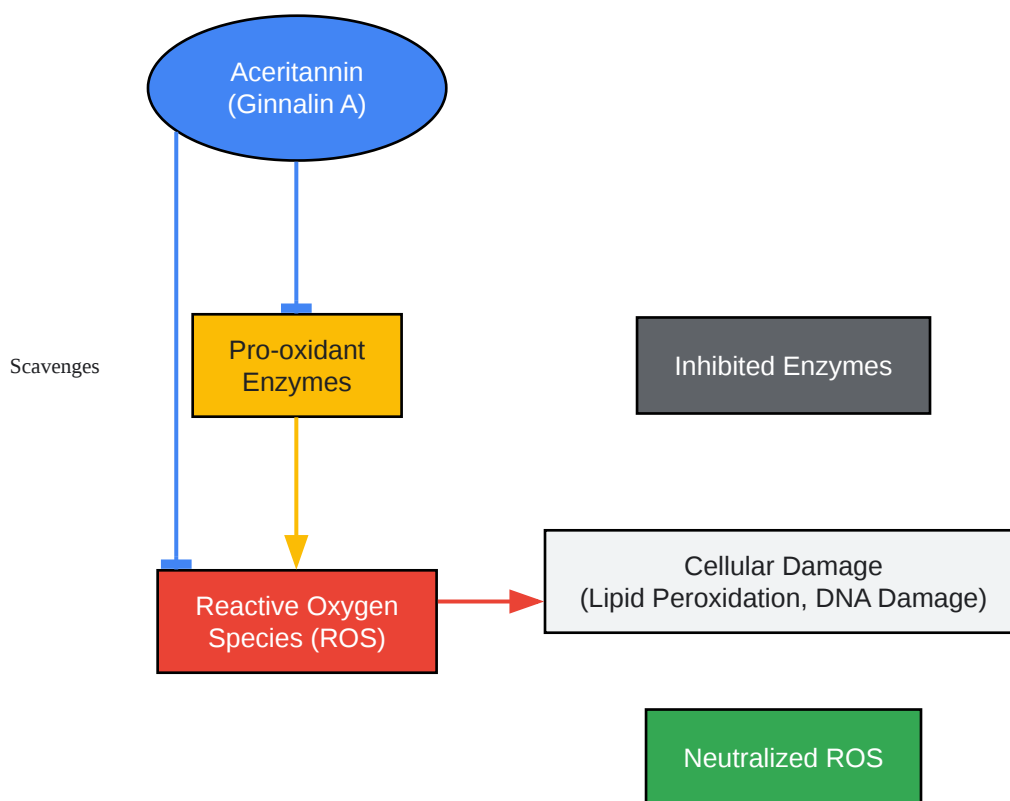 Aceritannin
(Ginnalin A)
Scavenges
Pro-oxidant
Enzymes
Inhibited Enzymes
Reactive Oxygen
Species (ROS)
Cellular Damage
(Lipid Peroxidation, DNA Damage)
Neutralized ROS